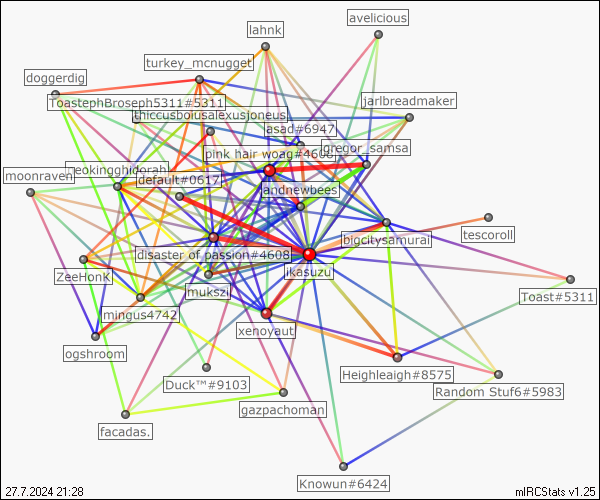 avelicious
lahnk
turkey_mcnugget
doggerdig
jarlbreadmaker
ToastephBroseph5311#5311
thiccusboiusalexusjoneus
asad#6947
gregor_samsa
pink hair woag#4606
neokingghidorah
moonraven
default#0617
andnewbees
tescoroll
biocitysamurai
disaster of passion#4608
ikasuzu
ZeeHonK
mukszi
Toast#5311
mingus4742
xenoyaut
ogshroom
Duck™#9103
Heighleaigh#8575
Random Stuf6#5983
gazpachoman
facadas.
Knowun#6424
27.7.2024 21:28
mIRCStats v1.25